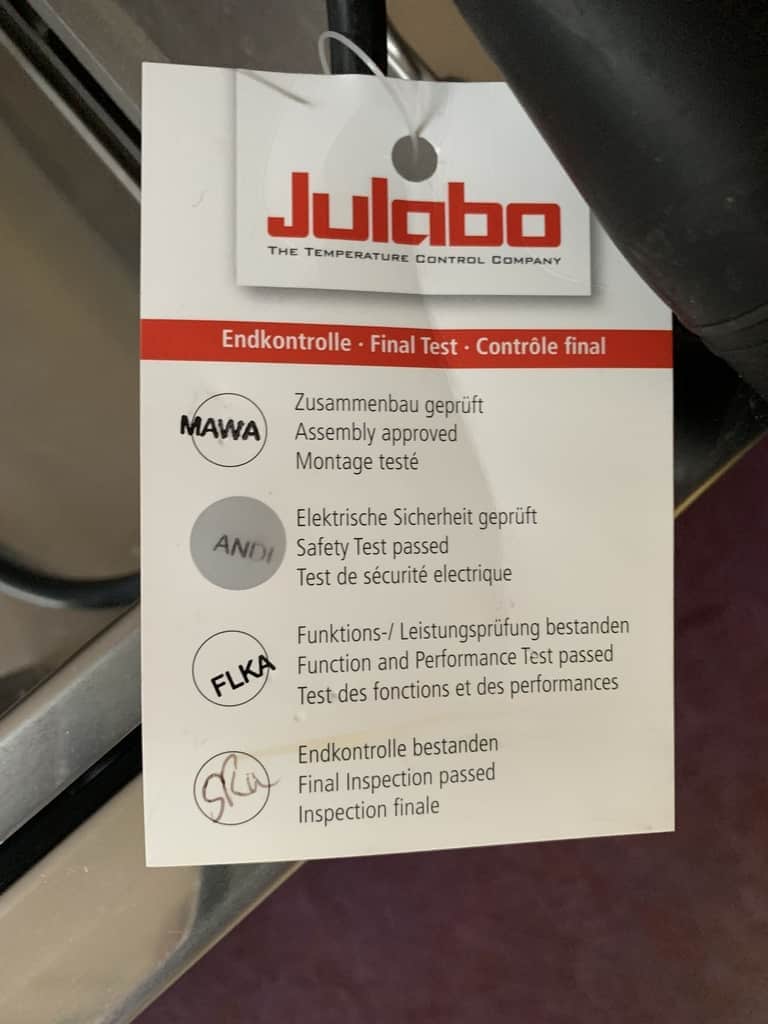 Julabo
THE TEMPERATURE CONTROL COMPANY
Endkontrolle · Final Test · Contrôle final
MAWA
Zusammenbau geprüft
Assembly approved
Montage testé
ANDI
Elektrische Sicherheit geprüft
Safety Test passed
Test de sécurité electrique
FLKA
Funktions-/ Leistungsprüfung bestanden
Function and Performance Test passed
Test des fonctions et des performances
Endkontrolle bestanden
Final Inspection passed
Inspection finale